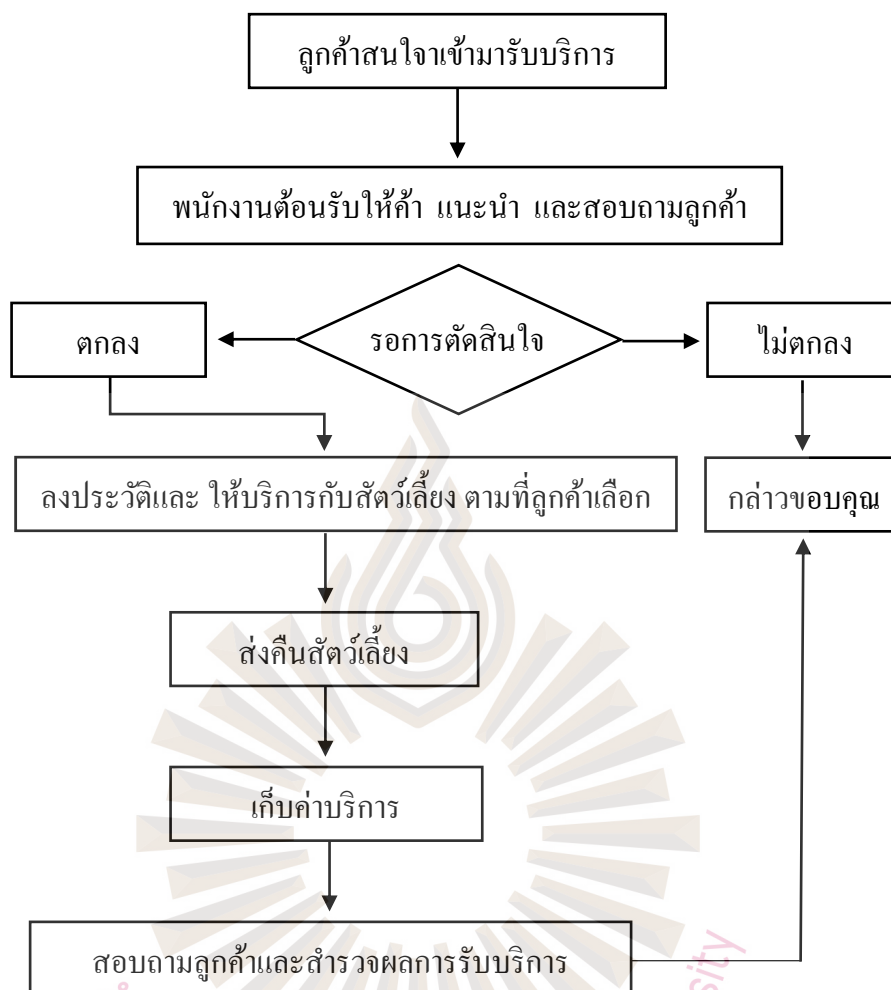 ลูกค้าสนใจาเข้ามารับบริการ
พนักงานต้อนรับให้ค้า แนะนำ และสอบถามลูกค้า
ตกลง
รอการตัดสินใจ
ไม่ตกลง
ลงประวัติและ ให้บริการกับสัตว์เลี้ยง ตามที่ลูกค้าเลือก
กล่าวขอบคุณ
ส่งคืนสัตว์เลี้ยง
เก็บค่าบริการ
สอบถามลูกค้าและสำรวจผลการรับบริการ